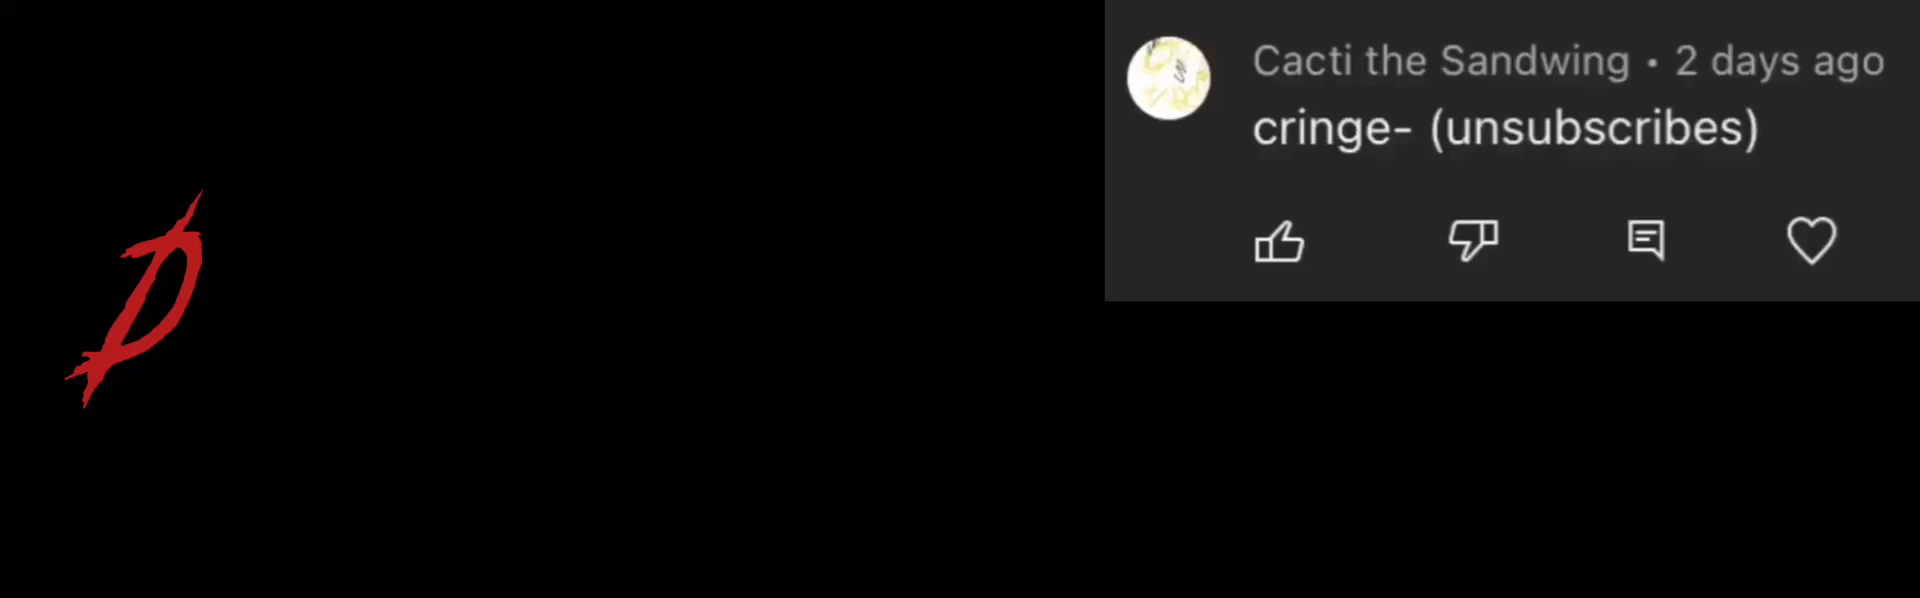 D
Cacti the Sandwing • 2 days ago
cringe- (unsubscribes)